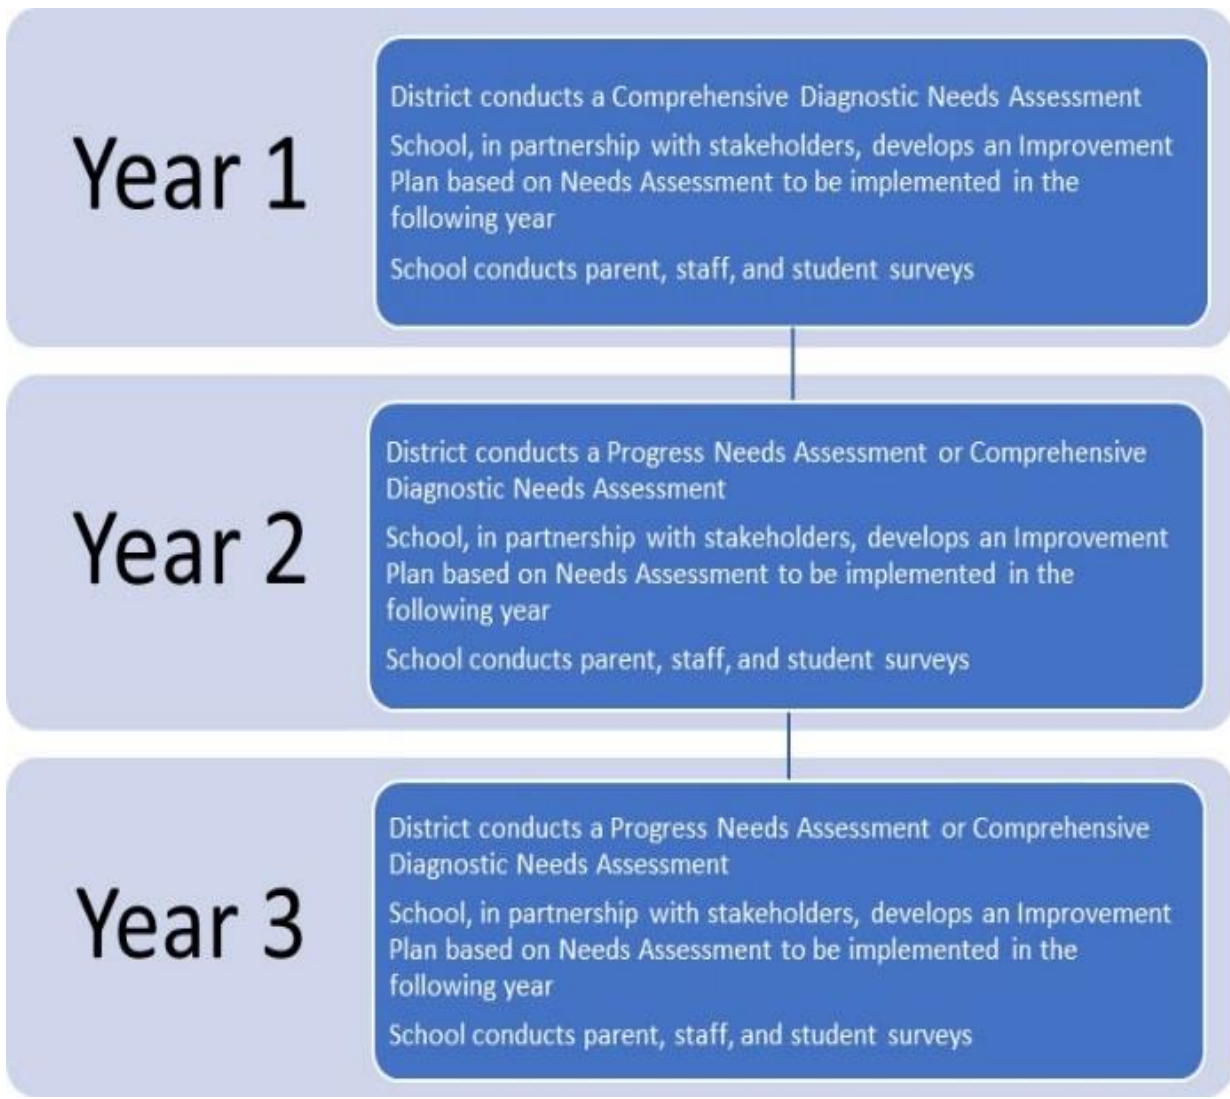 Year 1
District conducts a Comprehensive Diagnostic Needs Assessment
School, in partnership with stakeholders, develops an Improvement
Plan based on Needs Assessment to be implemented in the
following year
School conducts parent, staff, and student surveys
Year 2
District conducts a Progress Needs Assessment or Comprehensive
Diagnostic Needs Assessment
School, in partnership with stakeholders, develops an Improvement
Plan based on Needs Assessment to be implemented in the
following year
School conducts parent, staff, and student surveys
Year 3
District conducts a Progress Needs Assessment or Comprehensive
Diagnostic Needs Assessment
School, in partnership with stakeholders, develops an Improvement
Plan based on Needs Assessment to be implemented in the
following year
School conducts parent, staff, and student surveys